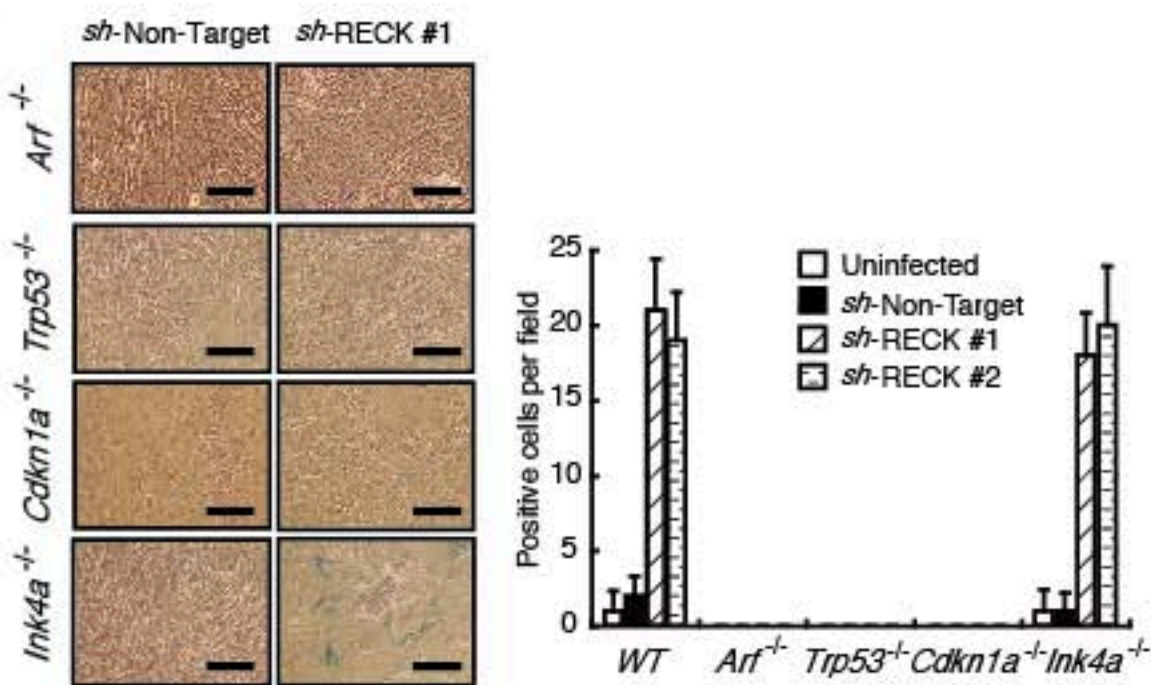 sh-Non-Target sh-RECK #1
Arf -/-
Trp53 -/-
Cdkn1a -/-
Ink4a -/-
Positive cells per field
25
20
15
10
5
0
Uninfected
sh-Non-Target
sh-RECK #1
sh-RECK #2
WT Arf-/- Trp53-/- Cdkn1a-/- Ink4a-/-